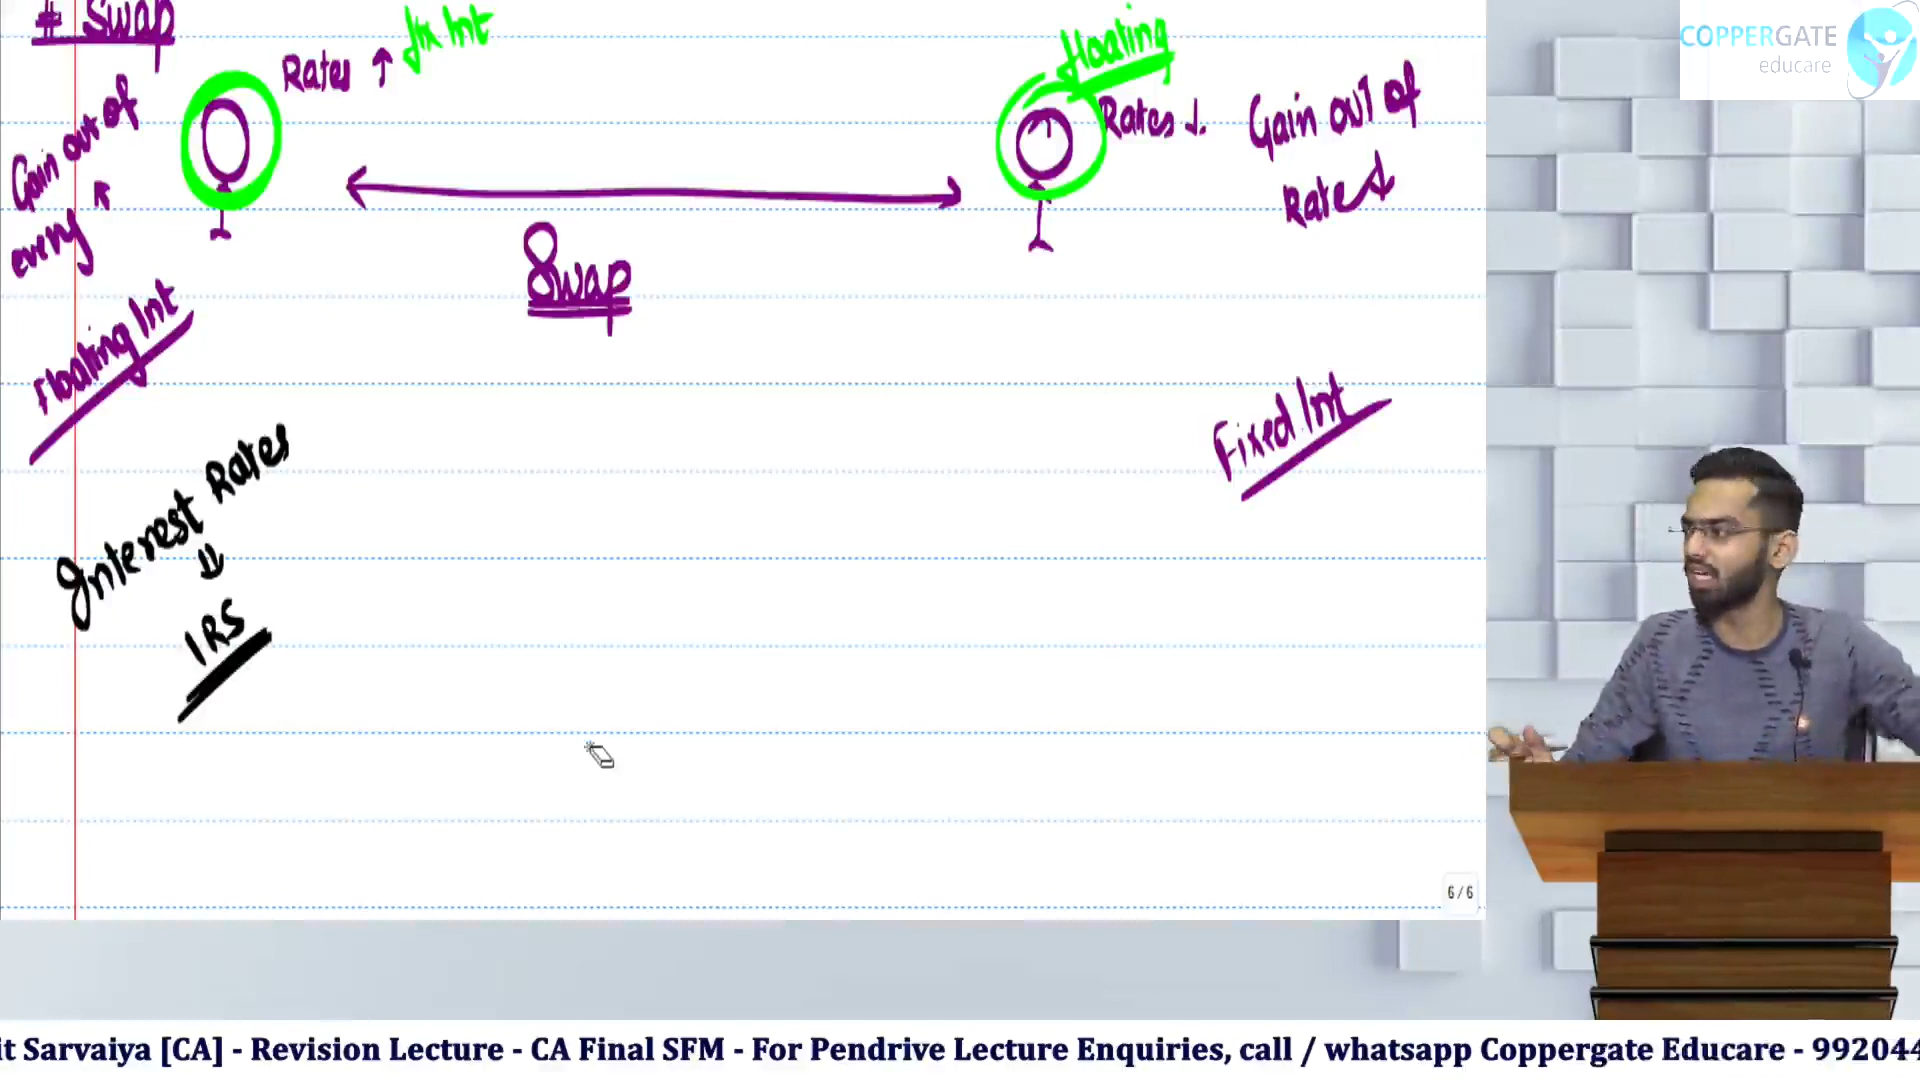 # Swap
Rates ↑
fix Int
Floating
Rates ↓.
Gain out of
Rate ↓
Gain out of
every ↑
Swap
Floating Int
Fixed Int
Interest Rates
⇓
IRS
6/6
COPPERGATE
educare
it Sarvaiya [CA] - Revision Lecture - CA Final SFM - For Pendrive Lecture Enquiries, call / whatsapp Coppergate Educare - 992044